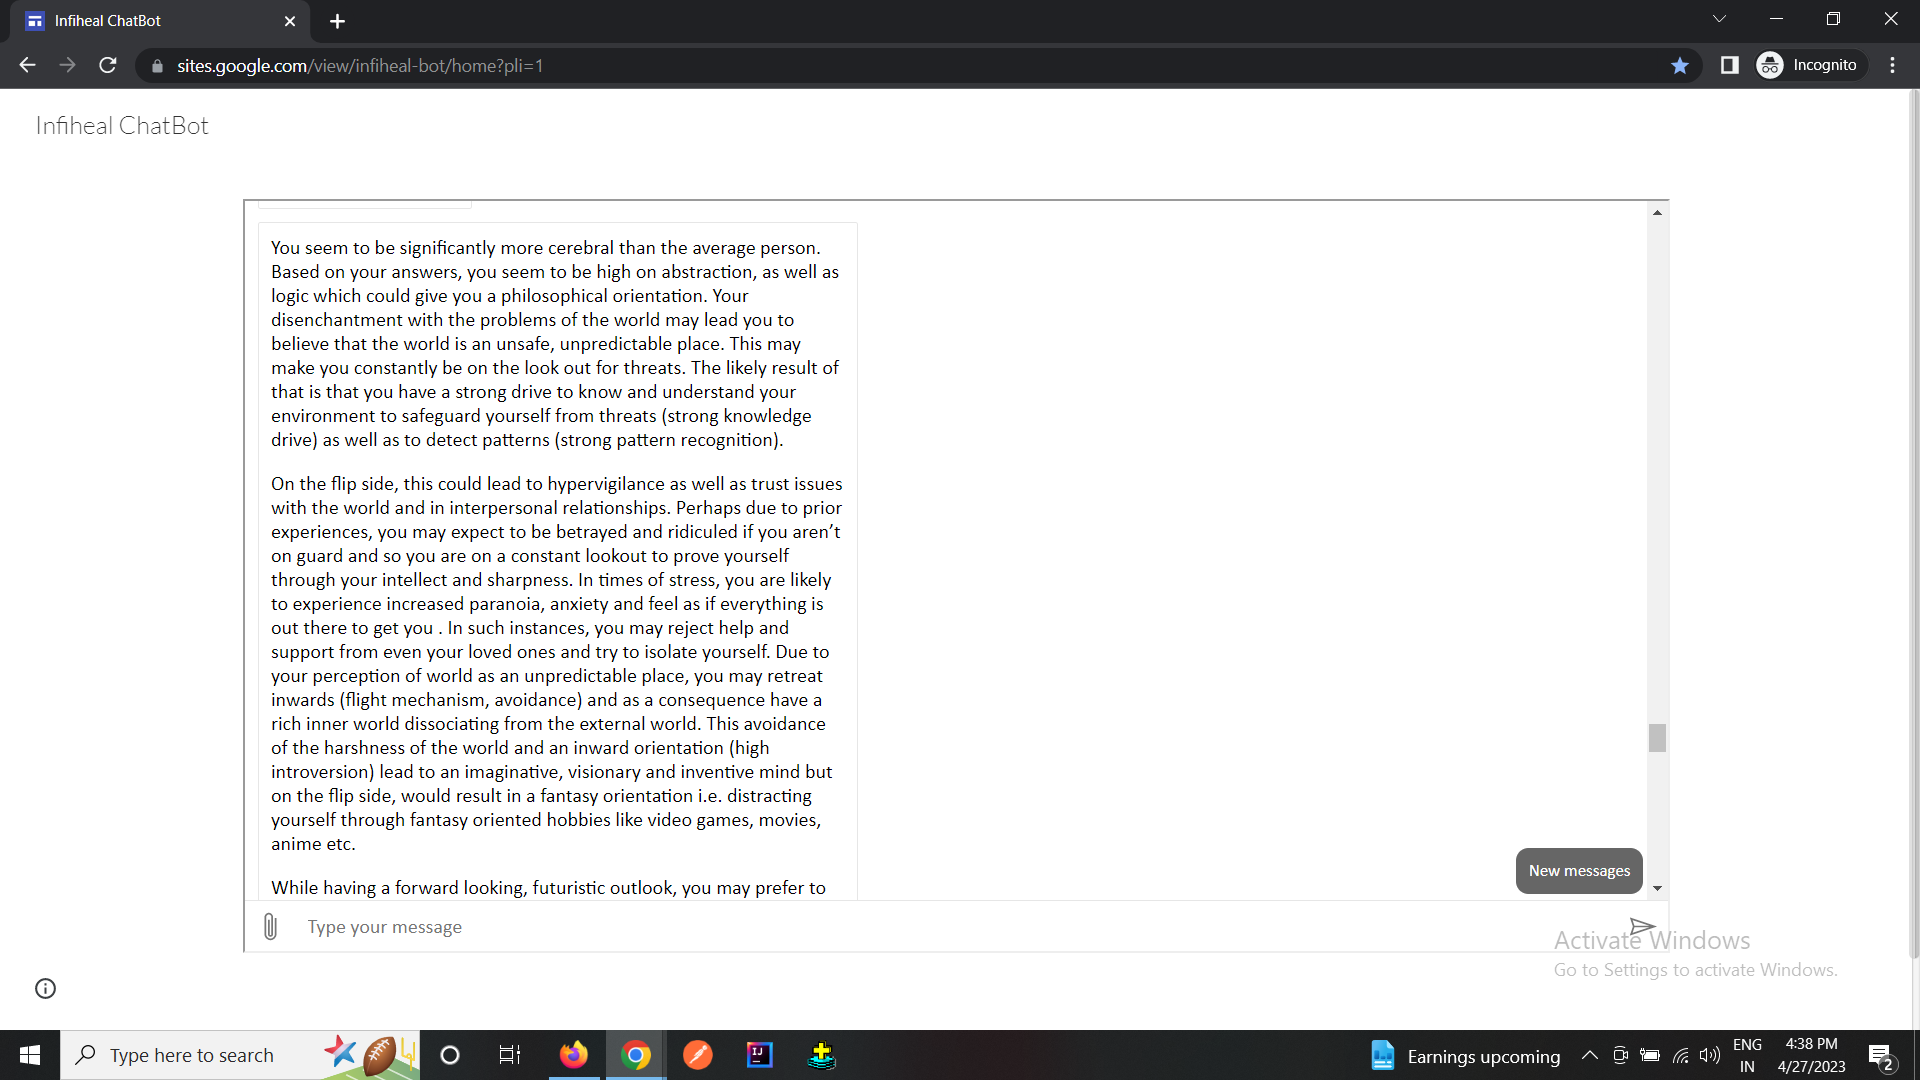 Infiheal ChatBot
sites.google.com/view/infiheal-bot/home?pli=1
Incognito
Infiheal ChatBot
You seem to be significantly more cerebral than the average person.
Based on your answers, you seem to be high on abstraction, as well as
logic which could give you a philosophical orientation. Your
disenchantment with the problems of the world may lead you to
believe that the world is an unsafe, unpredictable place. This may
make you constantly be on the look out for threats. The likely result of
that is that you have a strong drive to know and understand your
environment to safeguard yourself from threats (strong knowledge
drive) as well as to detect patterns (strong pattern recognition).
On the flip side, this could lead to hypervigilance as well as trust issues
with the world and in interpersonal relationships. Perhaps due to prior
experiences, you may expect to be betrayed and ridiculed if you aren’t
on guard and so you are on a constant lookout to prove yourself
through your intellect and sharpness. In times of stress, you are likely
to experience increased paranoia, anxiety and feel as if everything is
out there to get you . In such instances, you may reject help and
support from even your loved ones and try to isolate yourself. Due to
your perception of world as an unpredictable place, you may retreat
inwards (flight mechanism, avoidance) and as a consequence have a
rich inner world dissociating from the external world. This avoidance
of the harshness of the world and an inward orientation (high
introversion) lead to an imaginative, visionary and inventive mind but
on the flip side, would result in a fantasy orientation i.e. distracting
yourself through fantasy oriented hobbies like video games, movies,
anime etc.
While having a forward looking, futuristic outlook, you may prefer to
New messages
Type your message
Activate Windows
Go to Settings to activate Windows.
Type here to search
IJ
Earnings upcoming
ENG
IN
4:38 PM
4/27/2023
2